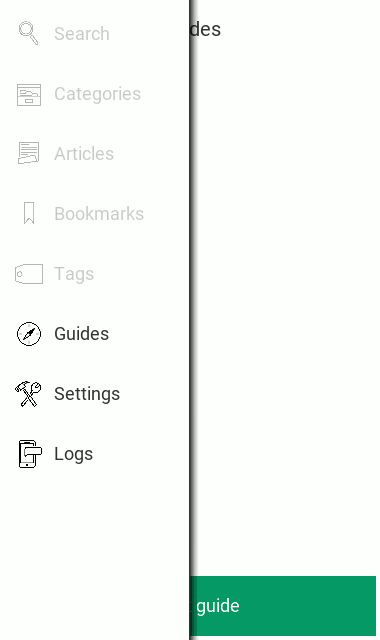 Search
des
Categories
Articles
Bookmarks
Tags
Guides
Settings
Logs
guide